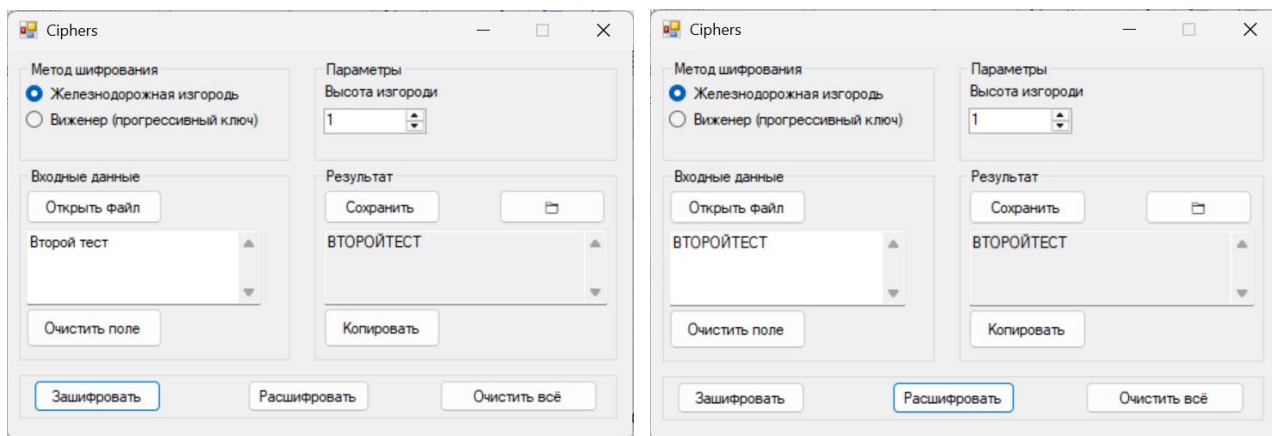 Ciphers
Метод шифрования
Железнодорожная изгородь
Виженер (прогрессивный ключ)
Параметры
Высота изгороди
1
Входные данные
Открыть файл
Второй тест
Очистить поле
Результат
Сохранить
ВТОРОЙТЕСТ
Копировать
Зашифровать
Расшифровать
Очистить всё
Ciphers
Метод шифрования
Железнодорожная изгородь
Виженер (прогрессивный ключ)
Параметры
Высота изгороди
1
Входные данные
Открыть файл
ВТОРОЙТЕСТ
Очистить поле
Результат
Сохранить
ВТОРОЙТЕСТ
Копировать
Зашифровать
Расшифровать
Очистить всё